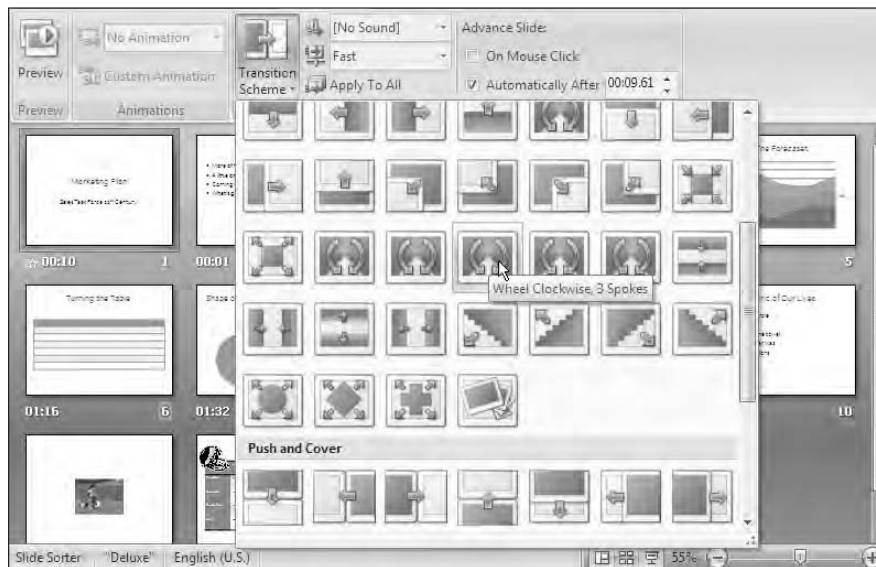 Preview
No Animation
Custom Animation
Preview
Animations
Transition
Scheme
[No Sound]
Fast
Apply To All
Advance Slide:
On Mouse Click
Automatically After 00:09.61
Marketing Plan
00:10 1
00:01
5
Wheel Clockwise, 3 Spokes
Turning the Table
Shape o
01:16 6
01:32
10
Push and Cover
Slide Sorter "Deluxe" English (U.S.) 55%